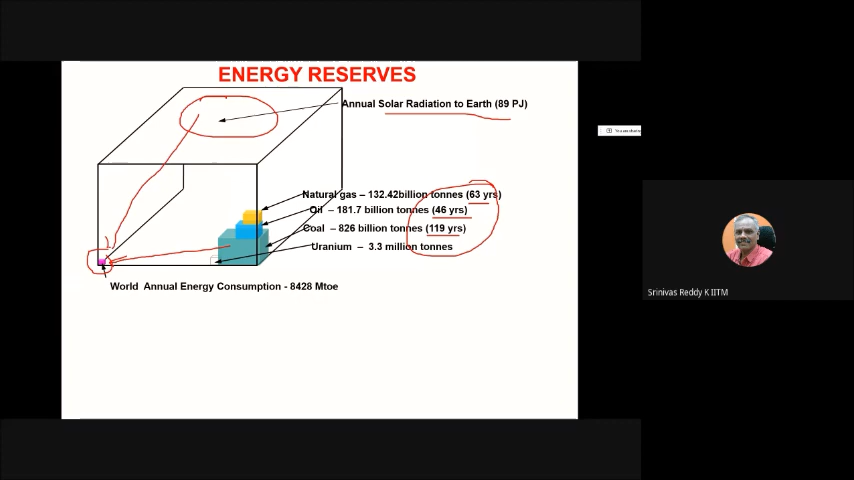 ENERGY RESERVES
Annual Solar Radiation to Earth (89 PJ)
Natural gas – 132.42billion tonnes (63 yrs)
Oil – 181.7 billion tonnes (46 yrs)
Coal – 826 billion tonnes (119 yrs)
Uranium – 3.3 million tonnes
World Annual Energy Consumption - 8428 Mtoe
Srinivas Reddy K IITM